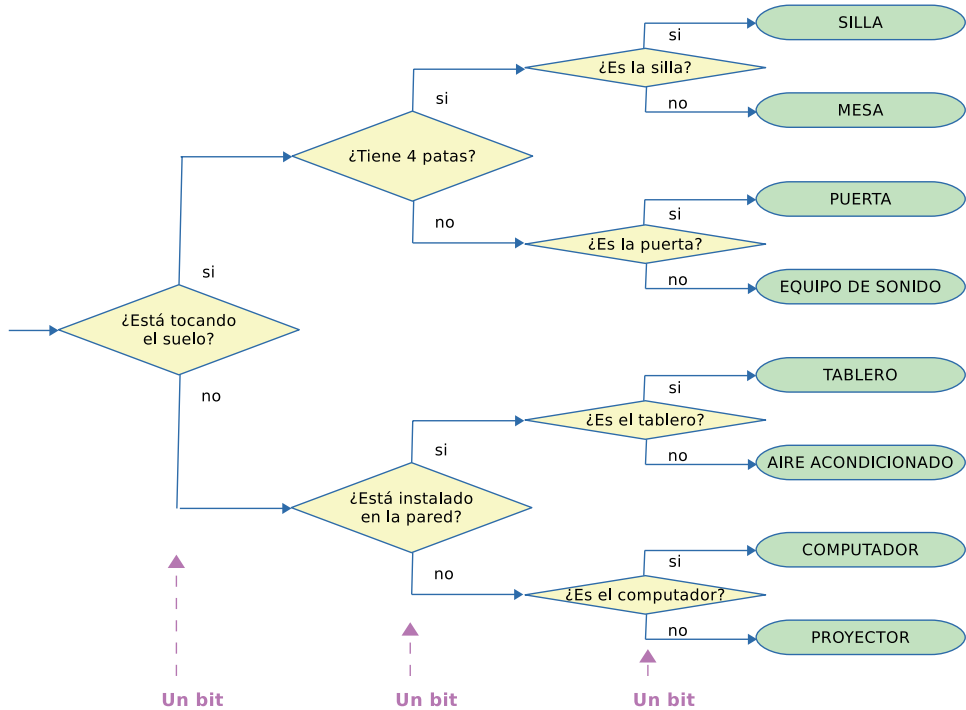 SILLA
si
¿Es la silla?
no
MESA
si
¿Tiene 4 patas?
no
PUERTA
si
¿Es la puerta?
no
EQUIPO DE SONIDO
si
¿Está tocando
el suelo?
no
TABLERO
si
¿Es el tablero?
no
AIRE ACONDICIONADO
si
¿Está instalado
en la pared?
no
COMPUTADOR
si
¿Es el computador?
no
PROYECTOR
Un bit
Un bit
Un bit